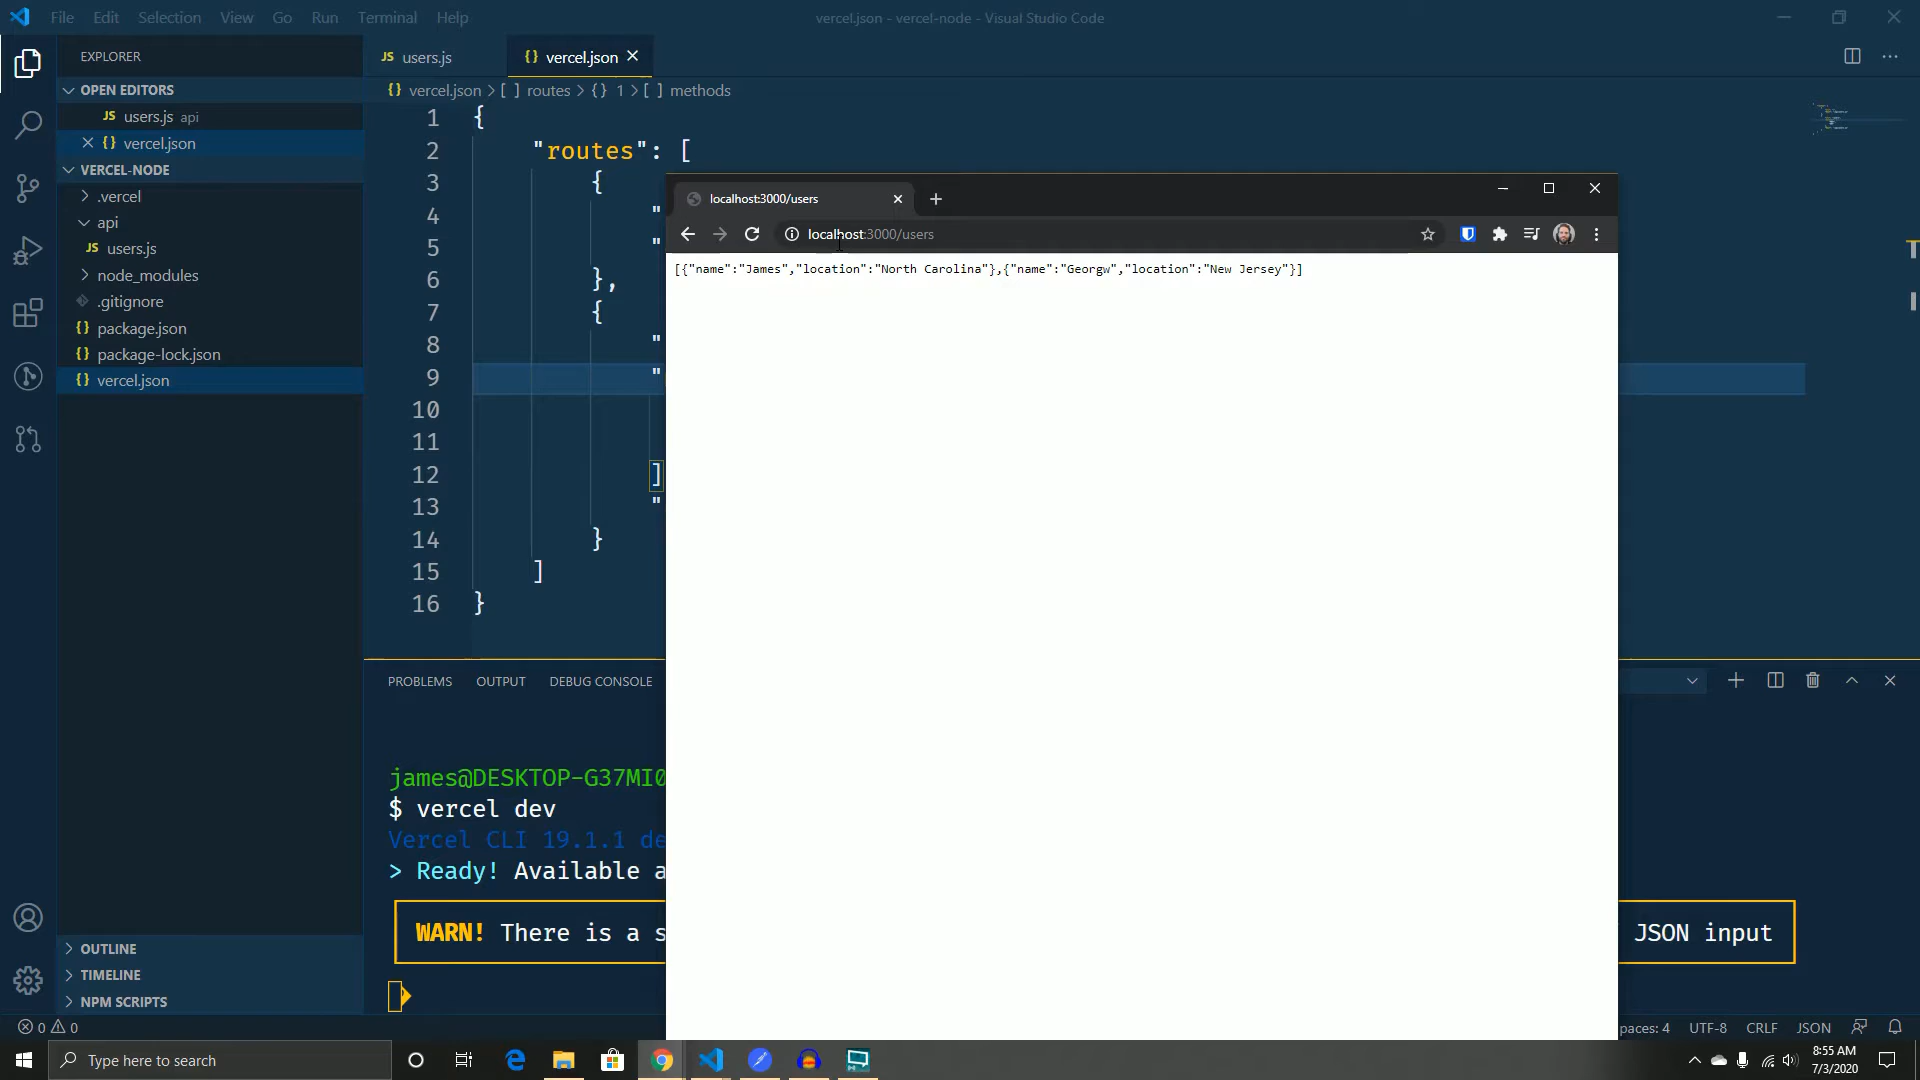 File Edit Selection View Go Run Terminal Help
vercel.json - vercel-node - Visual Studio Code
EXPLORER
OPEN EDITORS
JS users.js api
{} vercel.json
VERCEL-NODE
.vercel
api
JS users.js
node_modules
.gitignore
{} package.json
{} package-lock.json
{} vercel.json
OUTLINE
TIMELINE
NPM SCRIPTS
JS users.js
{} vercel.json
{} vercel.json > [ ] routes > {} 1 > [ ] methods
1 {
2 "routes": [
3 {
4 "
5 "
6 },
7 {
8 "
9 "
10
11
12 ]
13 "
14 }
15 ]
16 }
localhost:3000/users
localhost:3000/users
[{"name":"James","location":"North Carolina"},{"name":"Georgw","location":"New Jersey"}]
PROBLEMS OUTPUT DEBUG CONSOLE
james@DESKTOP-G37MI0
$ vercel dev
Vercel CLI 19.1.1 de
> Ready! Available a
WARN! There is a s
JSON input
0 0
paces: 4 UTF-8 CRLF JSON
Type here to search
8:55 AM
7/3/2020